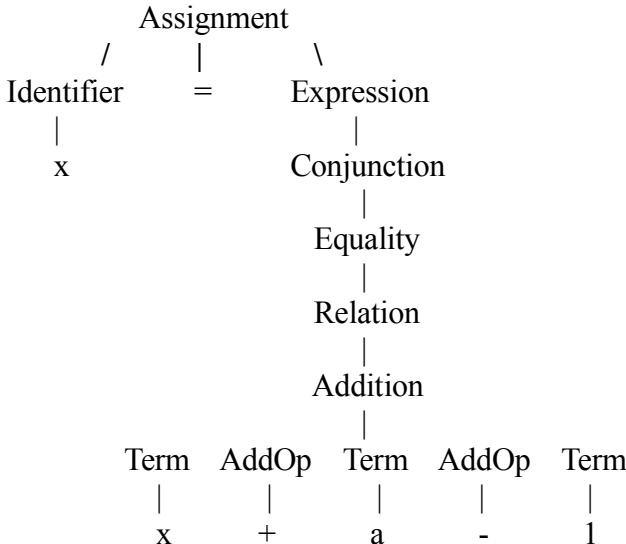 Assignment
/ | \
Identifier = Expression
| |
x Conjunction
|
Equality
|
Relation
|
Addition
|
Term AddOp Term AddOp Term
| | | | |
x + a - 1